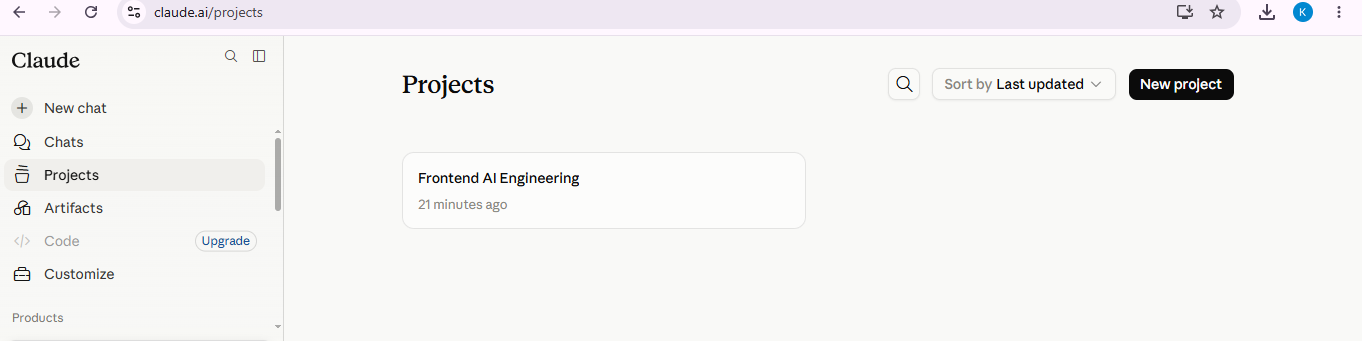 claude.ai/projects
K
Claude
New chat
Chats
Projects
Artifacts
Code Upgrade
Customize
Products
Projects
Sort by Last updated
New project
Frontend AI Engineering
21 minutes ago